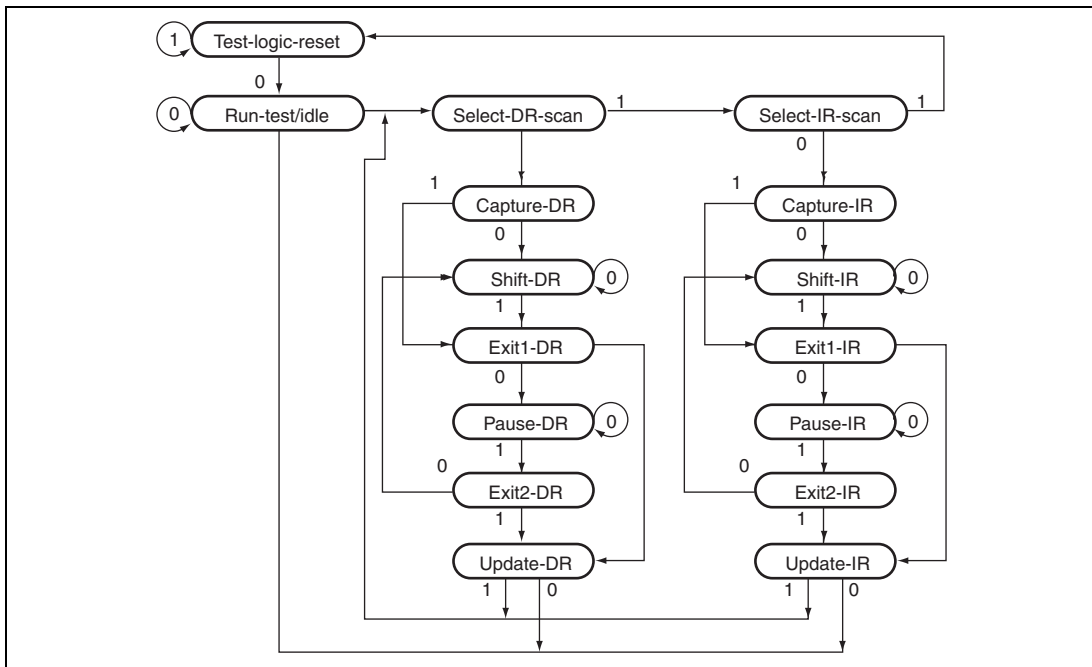 1 Test-logic-reset
0
0 Run-test/idle Select-DR-scan 1 Select-IR-scan 1
0
1 1
Capture-DR Capture-IR
0 0
Shift-DR 0 Shift-IR 0
1 1
Exit1-DR Exit1-IR
0 0
Pause-DR 0 Pause-IR 0
1 1
0 0
Exit2-DR Exit2-IR
1 1
Update-DR Update-IR
1 0 1 0